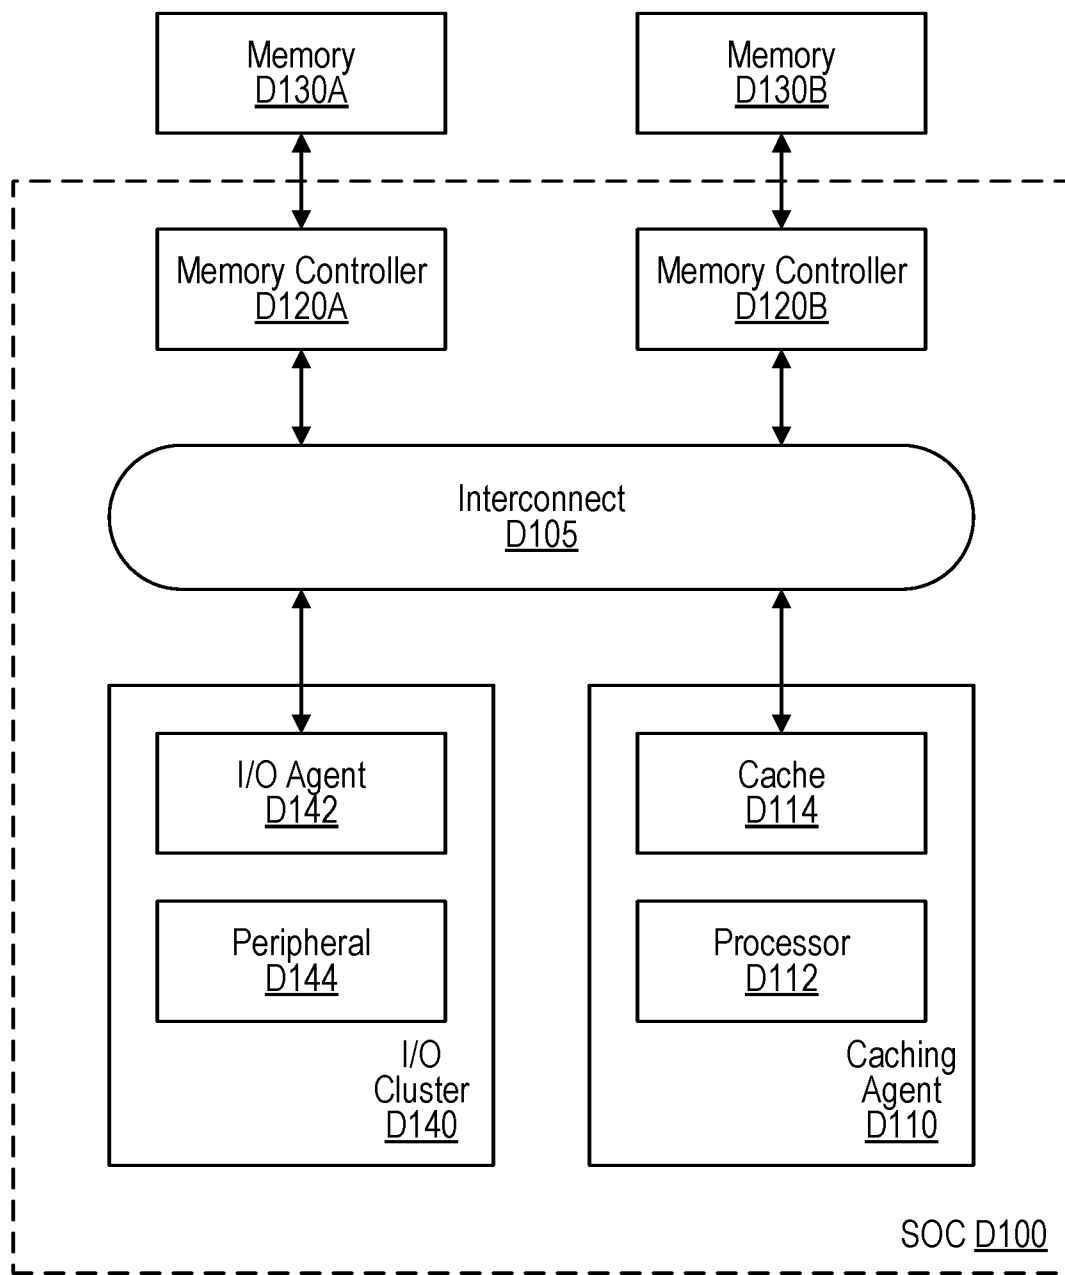 Memory
D130A
Memory
D130B
Memory Controller
D120A
Memory Controller
D120B
Interconnect
D105
I/O Agent
D142
Cache
D114
Peripheral
D144
Processor
D112
I/O
Cluster
D140
Caching
Agent
D110
SOC D100